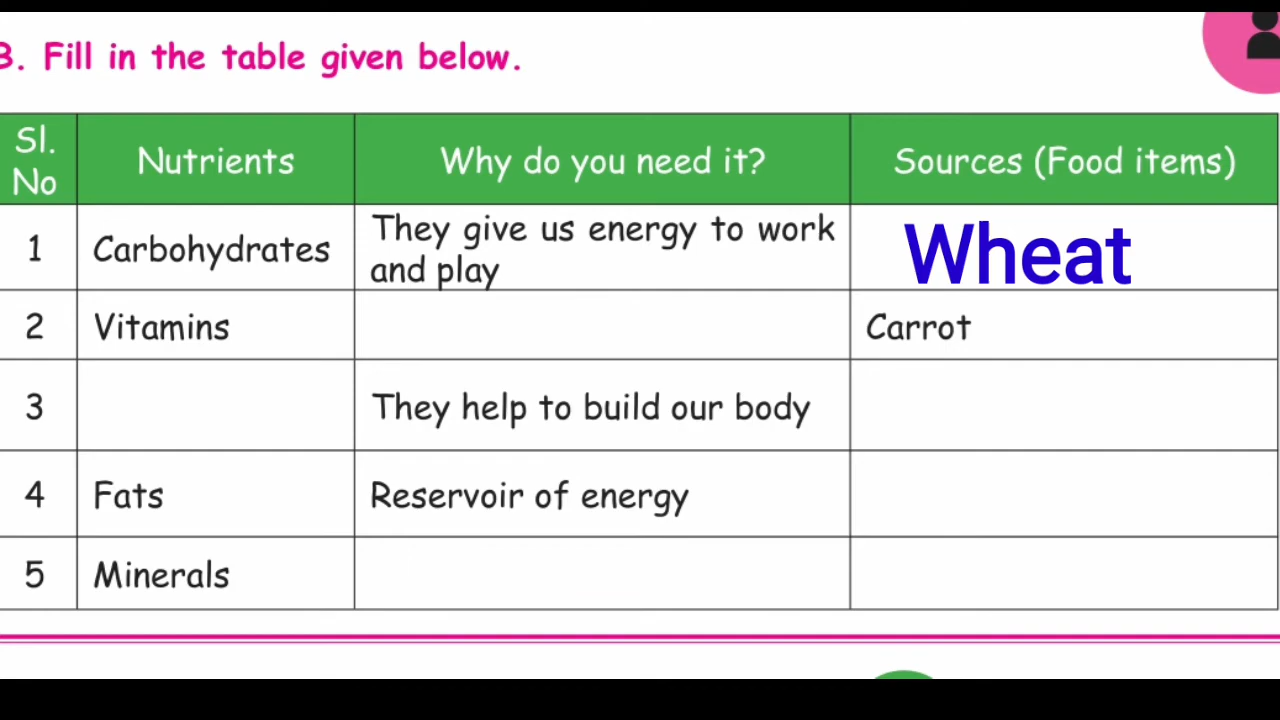 3. Fill in the table given below.
Sl. No Nutrients Why do you need it? Sources (Food items)
1 Carbohydrates They give us energy to work and play Wheat
2 Vitamins Carrot
3 They help to build our body
4 Fats Reservoir of energy
5 Minerals